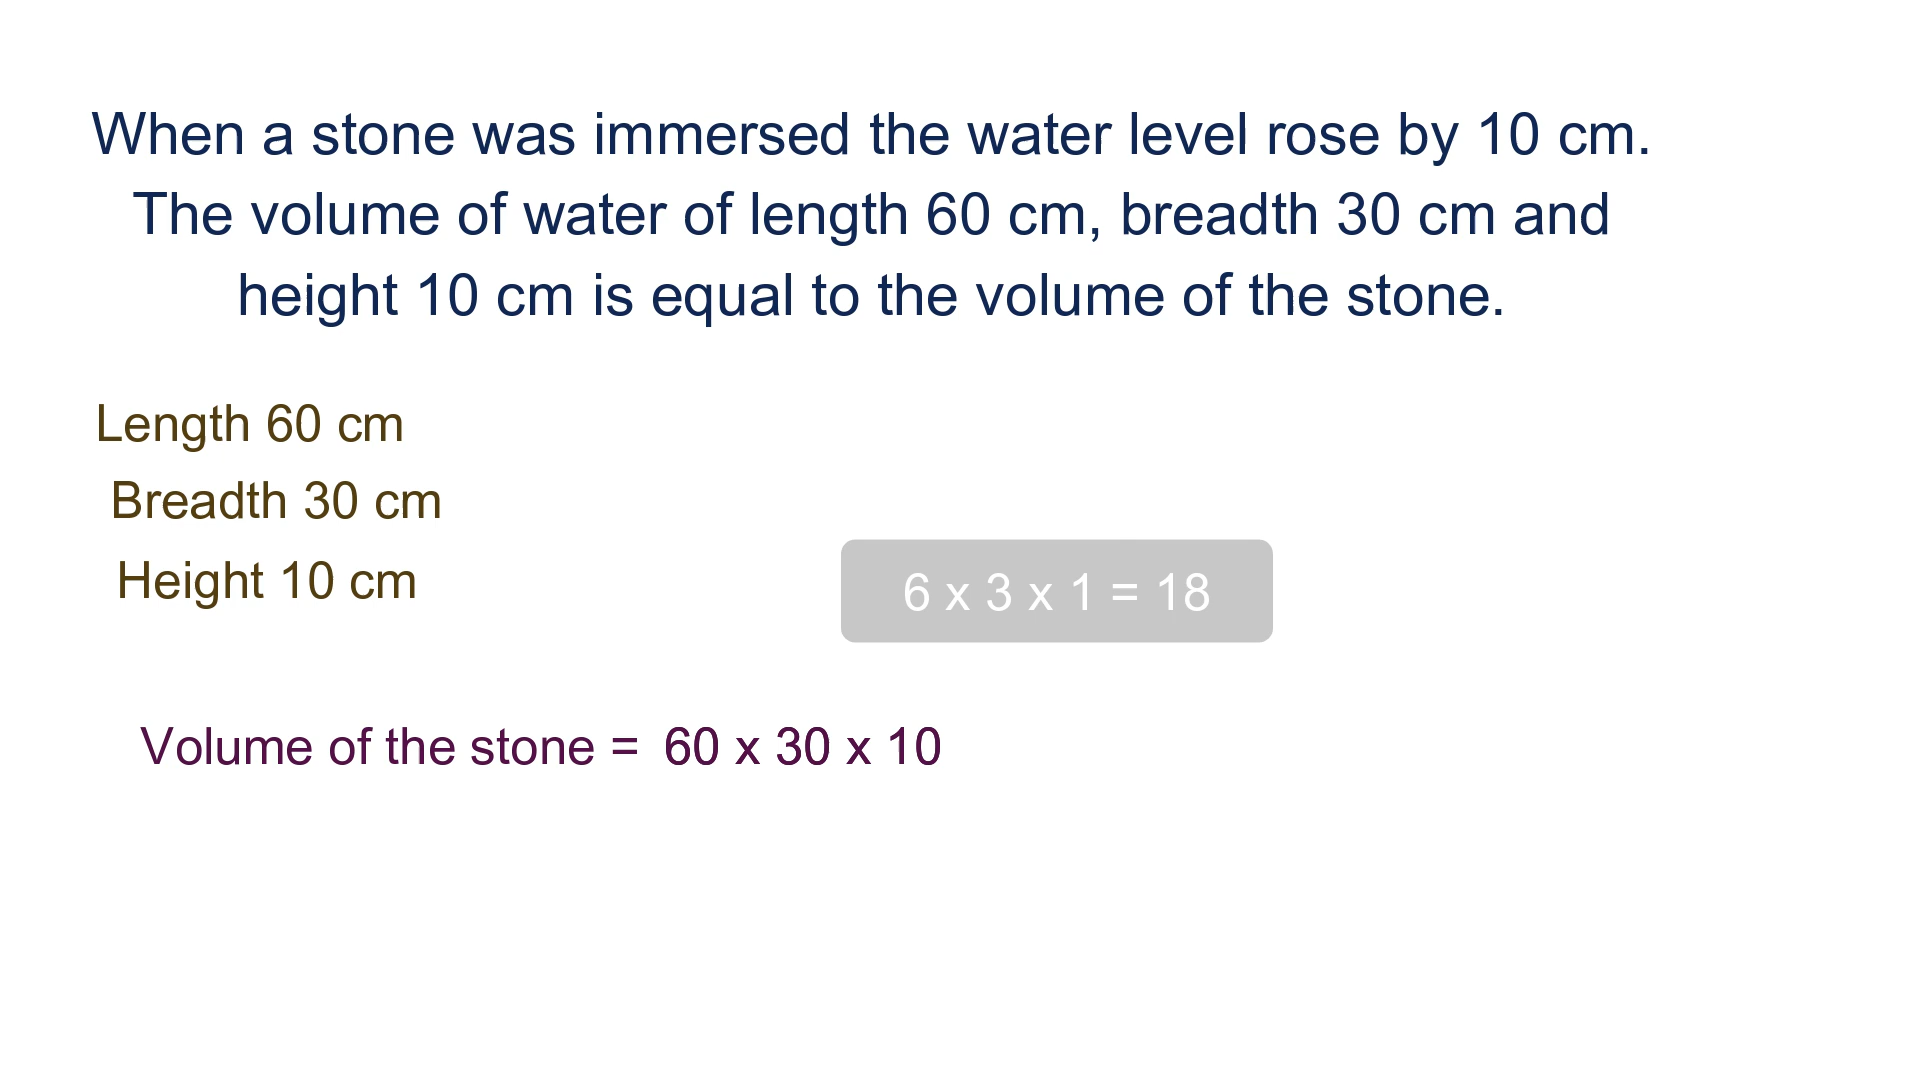 When a stone was immersed the water level rose by 10 cm.
The volume of water of length 60 cm, breadth 30 cm and
height 10 cm is equal to the volume of the stone.
Length 60 cm
Breadth 30 cm
Height 10 cm
6 x 3 x 1 = 18
Volume of the stone = 60 x 30 x 10